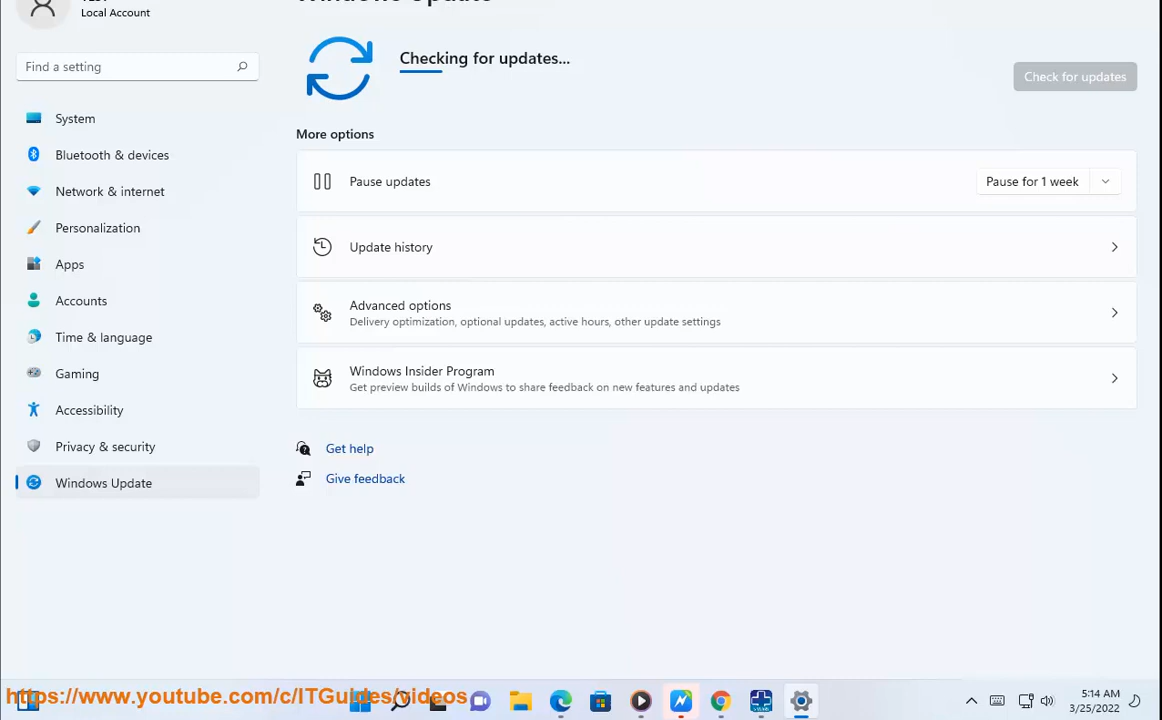 Local Account
Windows Update
Checking for updates...
Find a setting
Check for updates
System
More options
Bluetooth & devices
Pause updates
Pause for 1 week
Network & internet
Personalization
Update history
Apps
Accounts
Advanced options
Delivery optimization, optional updates, active hours, other update settings
Time & language
Gaming
Windows Insider Program
Get preview builds of Windows to share feedback on new features and updates
Accessibility
Privacy & security
Get help
Windows Update
Give feedback
https://www.youtube.com/c/ITGuides/videos
5:14 AM
3/25/2022